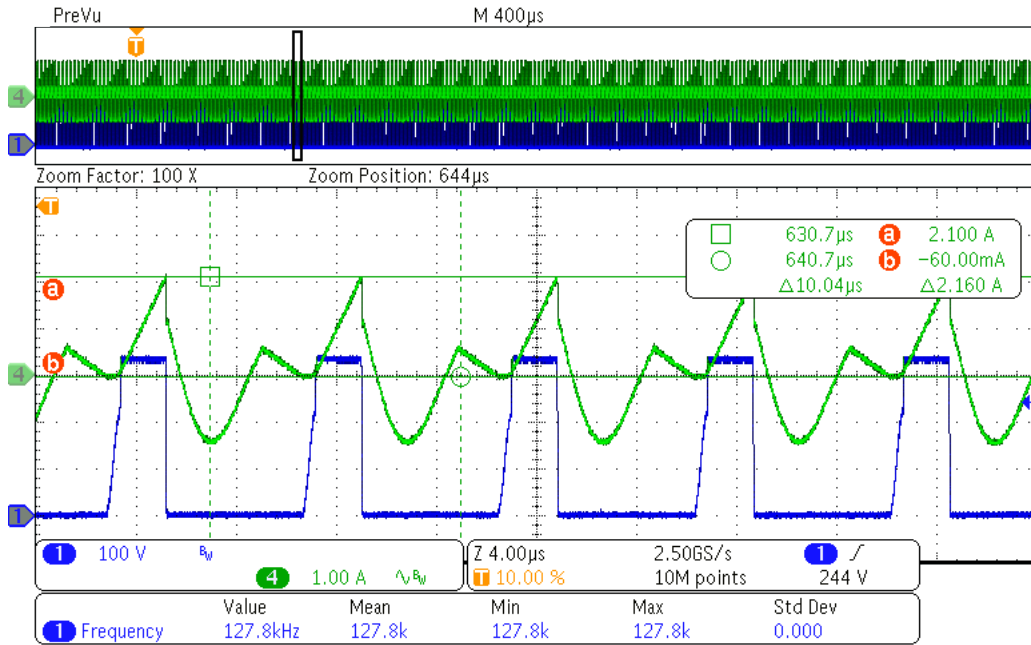 PreVu M 400µs
T
4
1
Zoom Factor: 100 X Zoom Position: 644µs
T
630.7µs a 2.100 A
640.7µs b −60.00mA
Δ10.04µs Δ2.160 A
a
b
4
1
1 100 V BW Z 4.00µs 2.50GS/s 1
4 1.00 A BW T 10.00 % 10M points 244 V
Value Mean Min Max Std Dev
1 Frequency 127.8kHz 127.8k 127.8k 127.8k 0.000